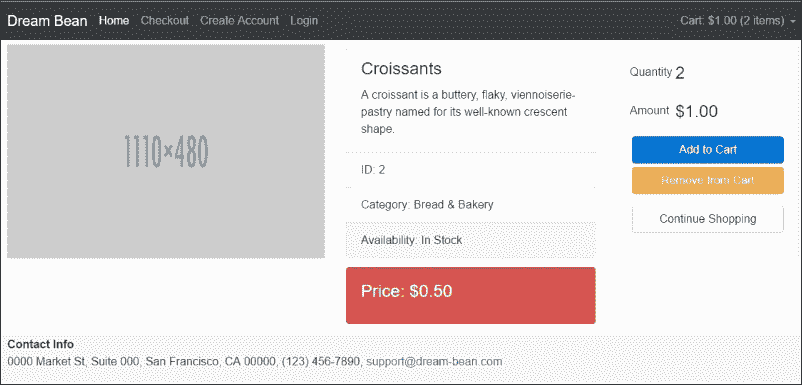 Dream Bean Home Checkout Create Account Login Cart: $1.00 (2 items)
1110×480
Croissants
A croissant is a buttery, flaky, viennoiserie-
pastry named for its well-known crescent
shape.
ID: 2
Category: Bread & Bakery
Availability: In Stock
Price: $0.50
Quantity 2
Amount $1.00
Add to Cart
Remove from Cart
Continue Shopping
Contact Info
0000 Market St, Suite 000, San Francisco, CA 00000, (123) 456-7890, support@dream-bean.com